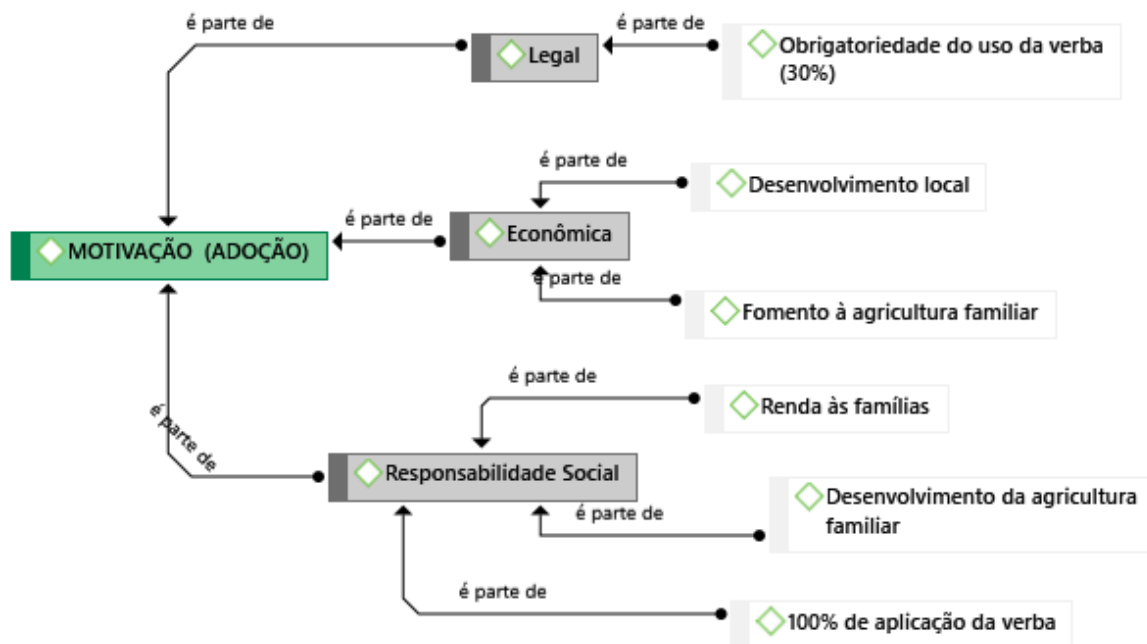 é parte de
é parte de
Legal
Obrigatoriedade do uso da verba
(30%)
é parte de
Desenvolvimento local
é parte de
Econômica
MOTIVAÇÃO (ADOÇÃO)
é parte de
Fomento à agricultura familiar
é parte de
Renda às famílias
é parte de
Responsabilidade Social
Desenvolvimento da agricultura
familiar
é parte de
é parte de
100% de aplicação da verba